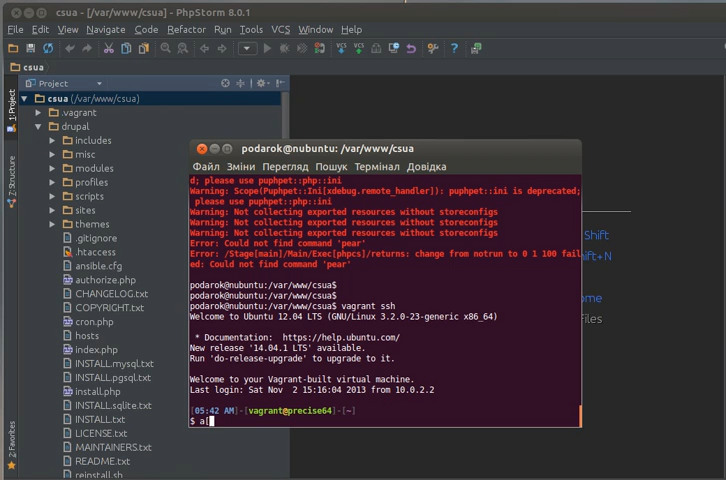 csua - [/var/www/csua] - PhpStorm 8.0.1
File Edit View Navigate Code Refactor Run Tools VCS Window Help
VCS VCS
csua
Project
1: Project
Z: Structure
2: Favorites
csua (/var/www/csua)
.vagrant
drupal
includes
misc
modules
profiles
scripts
sites
themes
.gitignore
.htaccess
ansible.cfg
authorize.php
CHANGELOG.txt
COPYRIGHT.txt
cron.php
hosts
index.php
INSTALL.mysql.txt
INSTALL.pgsql.txt
install.php
INSTALL.sqlite.txt
INSTALL.txt
LICENSE.txt
MAINTAINERS.txt
README.txt
reinstall.sh
Shift
ft+N
ome
Files
podarok@nubuntu: /var/www/csua
Файл Зміни Перегляд Пошук Термінал Довідка
d; please use puphpet::php::ini
Warning: Scope(Puphpet::Ini[xdebug.remote_handler]): puphpet::ini is deprecated;
please use puphpet::php::ini
Warning: Not collecting exported resources without storeconfigs
Warning: Not collecting exported resources without storeconfigs
Warning: Not collecting exported resources without storeconfigs
Error: Could not find command 'pear'
Error: /Stage[main]/Main/Exec[phpcs]/returns: change from notrun to 0 1 100 fail
ed: Could not find command 'pear'
podarok@nubuntu:/var/www/csua$
podarok@nubuntu:/var/www/csua$
podarok@nubuntu:/var/www/csua$ vagrant ssh
Welcome to Ubuntu 12.04 LTS (GNU/Linux 3.2.0-23-generic x86_64)
* Documentation: https://help.ubuntu.com/
New release '14.04.1 LTS' available.
Run 'do-release-upgrade' to upgrade to it.
Welcome to your Vagrant-built virtual machine.
Last login: Sat Nov 2 15:16:04 2013 from 10.0.2.2
[05:42 AM]-[vagrant@precise64]-[~]
$ a[